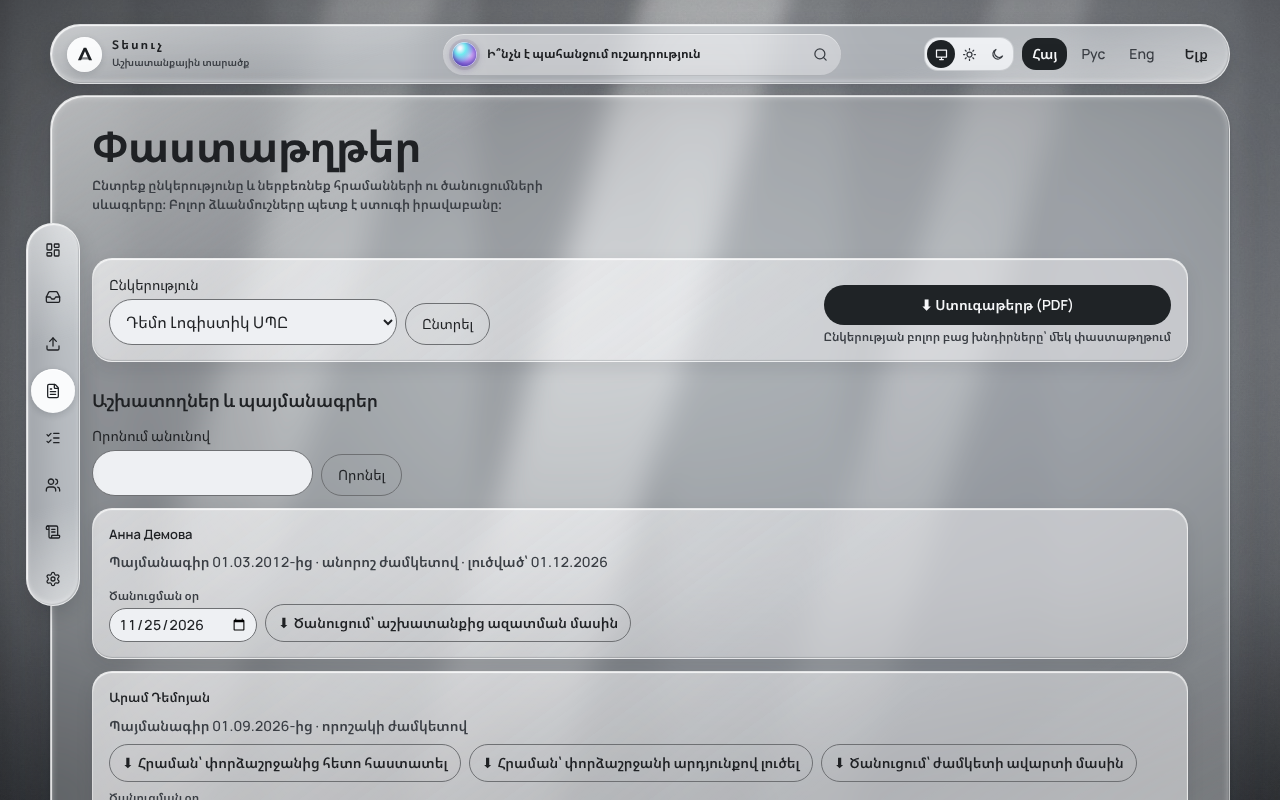 Տեսուչ
Աշխատանքային տարածք
Ի՞նչն է պահանջում ուշադրություն
Հայ
Рус
Eng
Ելք
Փաստաթղթեր
Ընտրեք ընկերությունը և ներբեռնեք հրամանների ու ծանուցումների
սևագրերը։ Բոլոր ձևանմուշները պետք է ստուգի իրավաբանը։
Ընկերություն
Դեմո Լոգիստիկ ՍՊԸ
Ընտրել
⬇ Ստուգաթերթ (PDF)
Ընկերության բոլոր բաց խնդիրները՝ մեկ փաստաթղթում
Աշխատողներ և պայմանագրեր
Որոնում անունով
Որոնել
Анна Демова
Պայմանագիր 01.03.2012-ից · անորոշ ժամկետով · լուծված՝ 01.12.2026
Ծանուցման օր
11/25/2026
⬇ Ծանուցում՝ աշխատանքից ազատման մասին
Արամ Դեմոյան
Պայմանագիր 01.09.2026-ից · որոշակի ժամկետով
⬇ Հրաման՝ փորձաշրջանից հետո հաստատել
⬇ Հրաման՝ փորձաշրջանի արդյունքով լուծել
⬇ Ծանուցում՝ ժամկետի ավարտի մասին
Ծանուցման օր